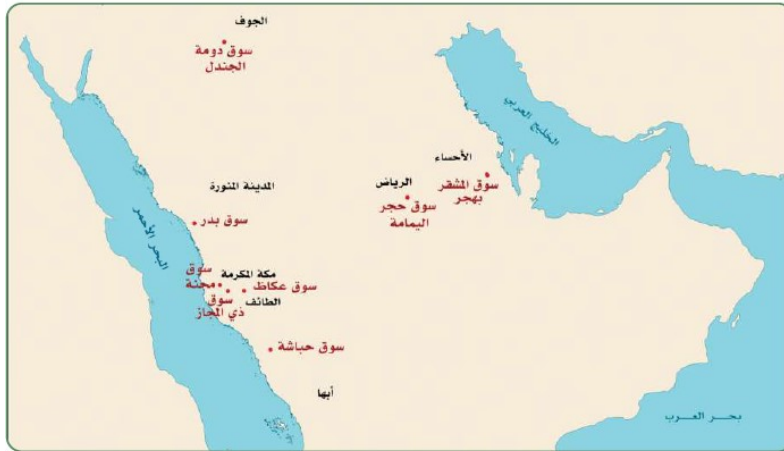 الجوف
سوق دومة
الجندل
الخليج العربي
الأحساء
سوق المشقر
بهجر
الرياض
سوق حجر
اليمامة
المدينة المنورة
سوق بدر
البحر الأحمر
مكة المكرمة
سوق
مجنة
سوق عكاظ
سوق
ذي المجاز
الطائف
سوق حباشة
أبها
بحر العرب